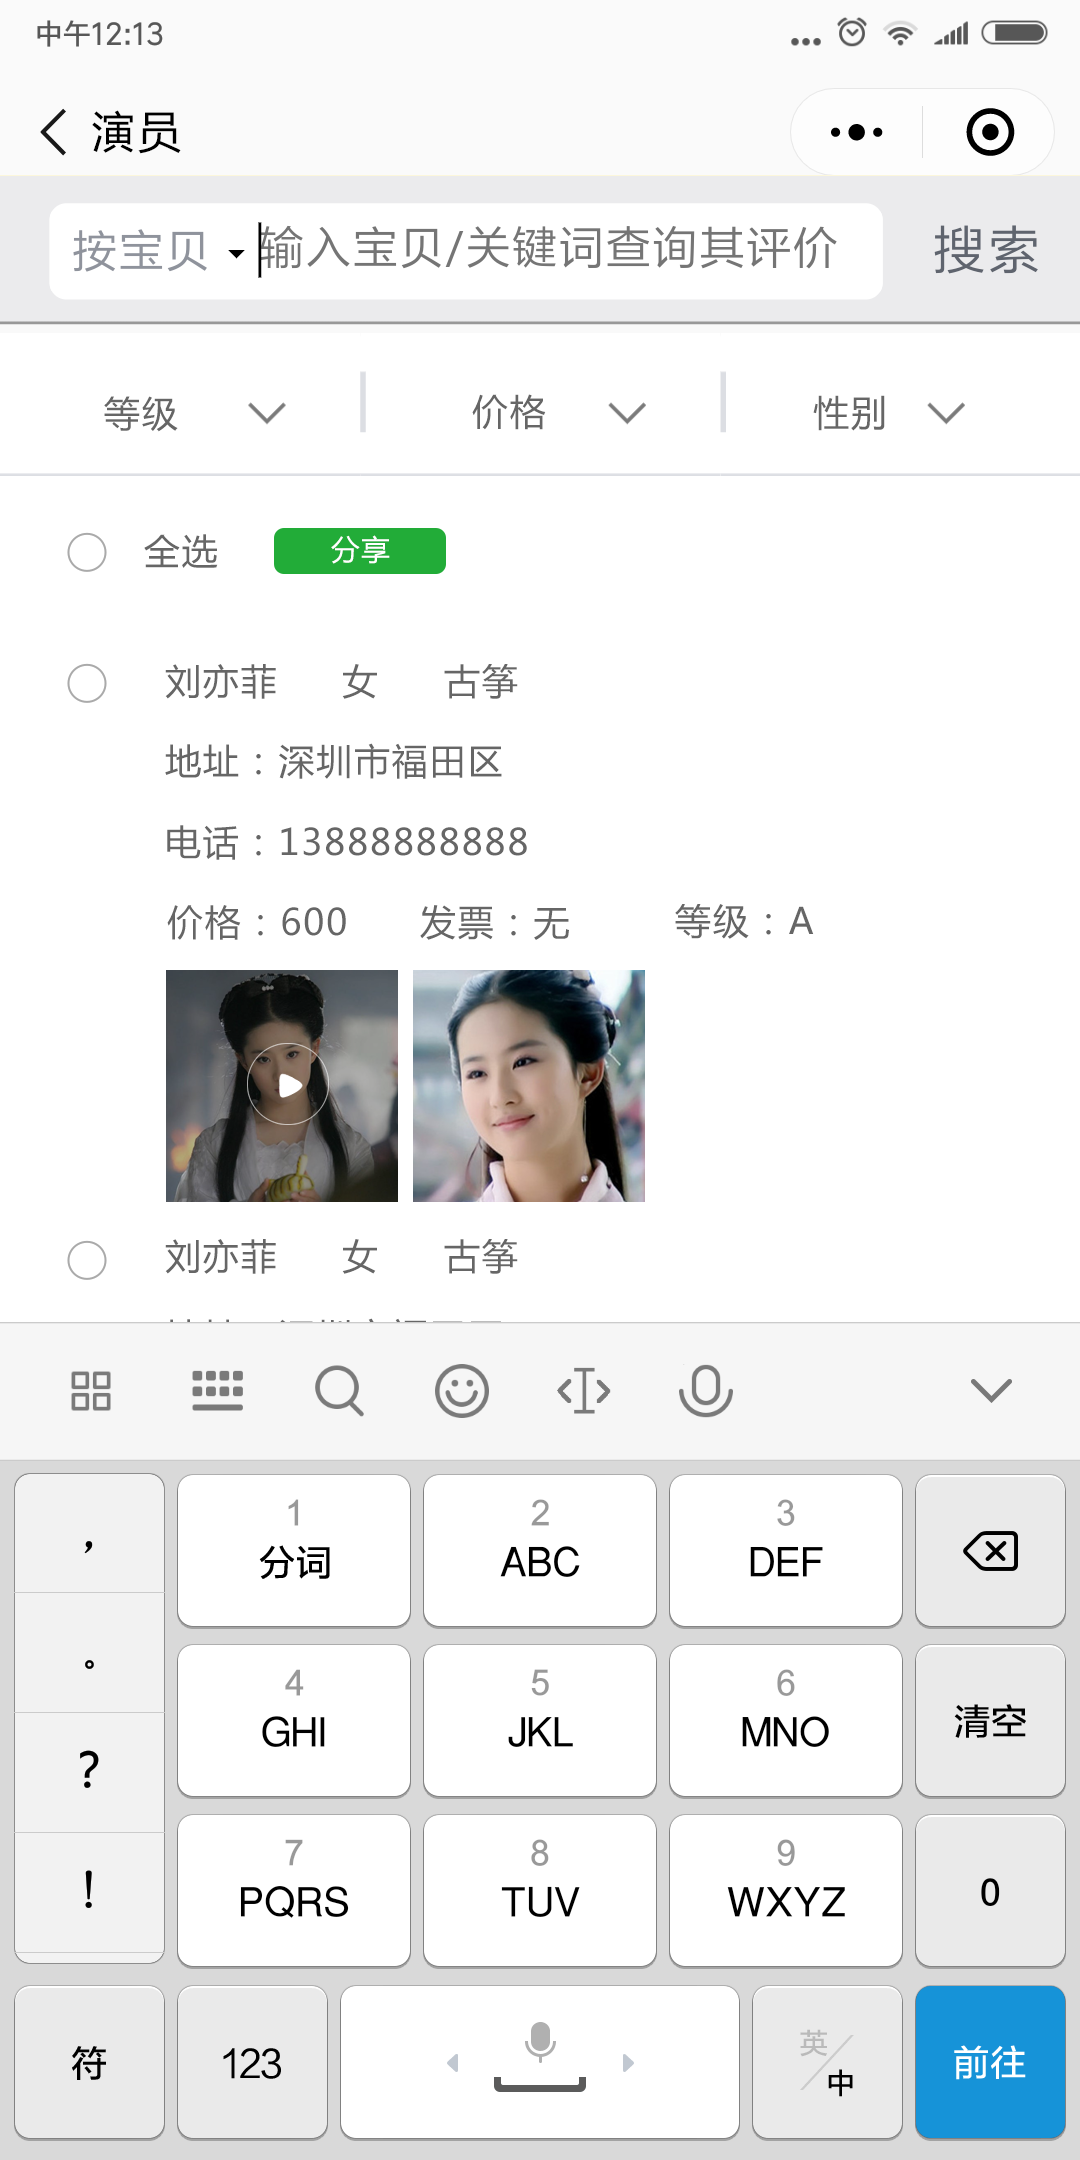 中午12:13
演员
按宝贝 输入宝贝/关键词查询其评价 搜索
等级 价格 性别
全选 分享
刘亦菲 女 古筝
地址：深圳市福田区
电话：13888888888
价格：600 发票：无 等级：A
刘亦菲 女 古筝
， 1 2 3
分词 ABC DEF
。 4 5 6
GHI JKL MNO 清空
? 7 8 9
! PQRS TUV WXYZ 0
符 123 英/中 前往